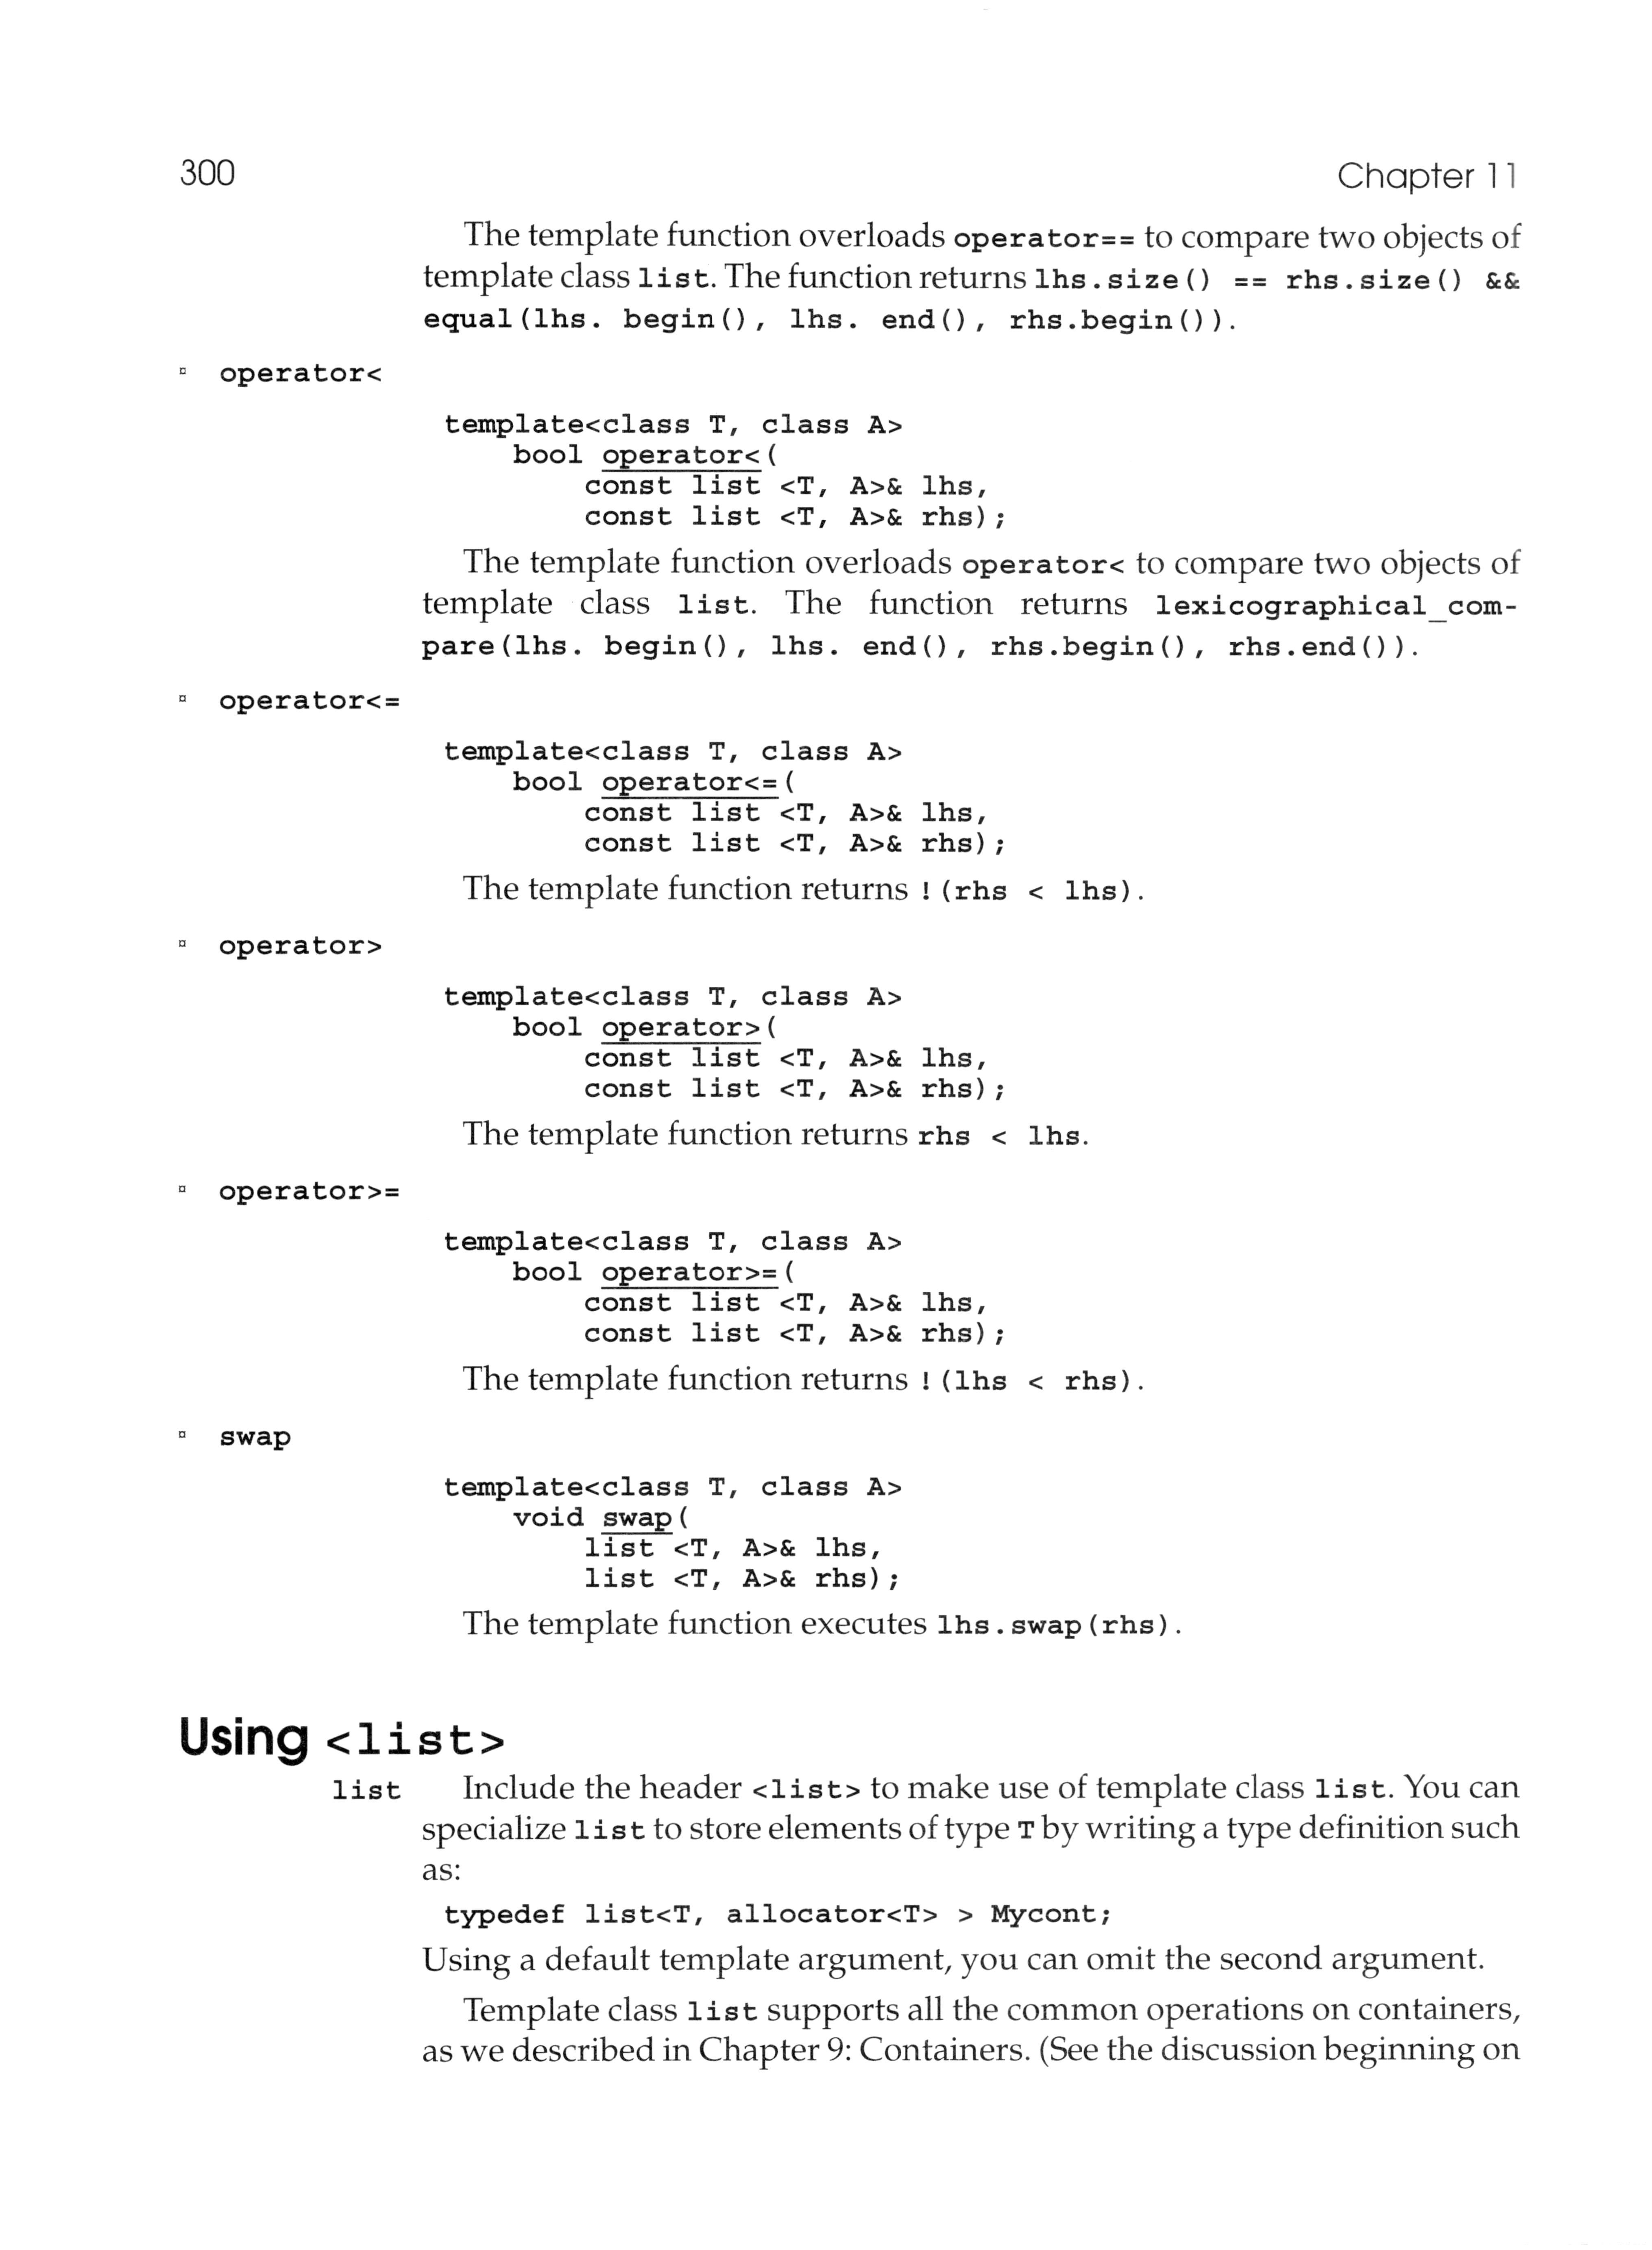 300
Chapter 11
The template function overloads operator== to compare two objects of
template class list. The function returns lhs.size() == rhs.size() &&
equal(lhs. begin(), lhs. end(), rhs.begin()).
▫ operator<
template<class T, class A>
bool operator<(
const list <T, A>& lhs,
const list <T, A>& rhs);
The template function overloads operator< to compare two objects of
template class list. The function returns lexicographical_com-
pare(lhs. begin(), lhs. end(), rhs.begin(), rhs.end()).
▫ operator<=
template<class T, class A>
bool operator<=(
const list <T, A>& lhs,
const list <T, A>& rhs);
The template function returns !(rhs < lhs).
▫ operator>
template<class T, class A>
bool operator>(
const list <T, A>& lhs,
const list <T, A>& rhs);
The template function returns rhs < lhs.
▫ operator>=
template<class T, class A>
bool operator>=(
const list <T, A>& lhs,
const list <T, A>& rhs);
The template function returns !(lhs < rhs).
▫ swap
template<class T, class A>
void swap(
list <T, A>& lhs,
list <T, A>& rhs);
The template function executes lhs.swap(rhs).
Using <list>
list Include the header <list> to make use of template class list. You can
specialize list to store elements of type T by writing a type definition such
as:
typedef list<T, allocator<T> > Mycont;
Using a default template argument, you can omit the second argument.
Template class list supports all the common operations on containers,
as we described in Chapter 9: Containers. (See the discussion beginning on